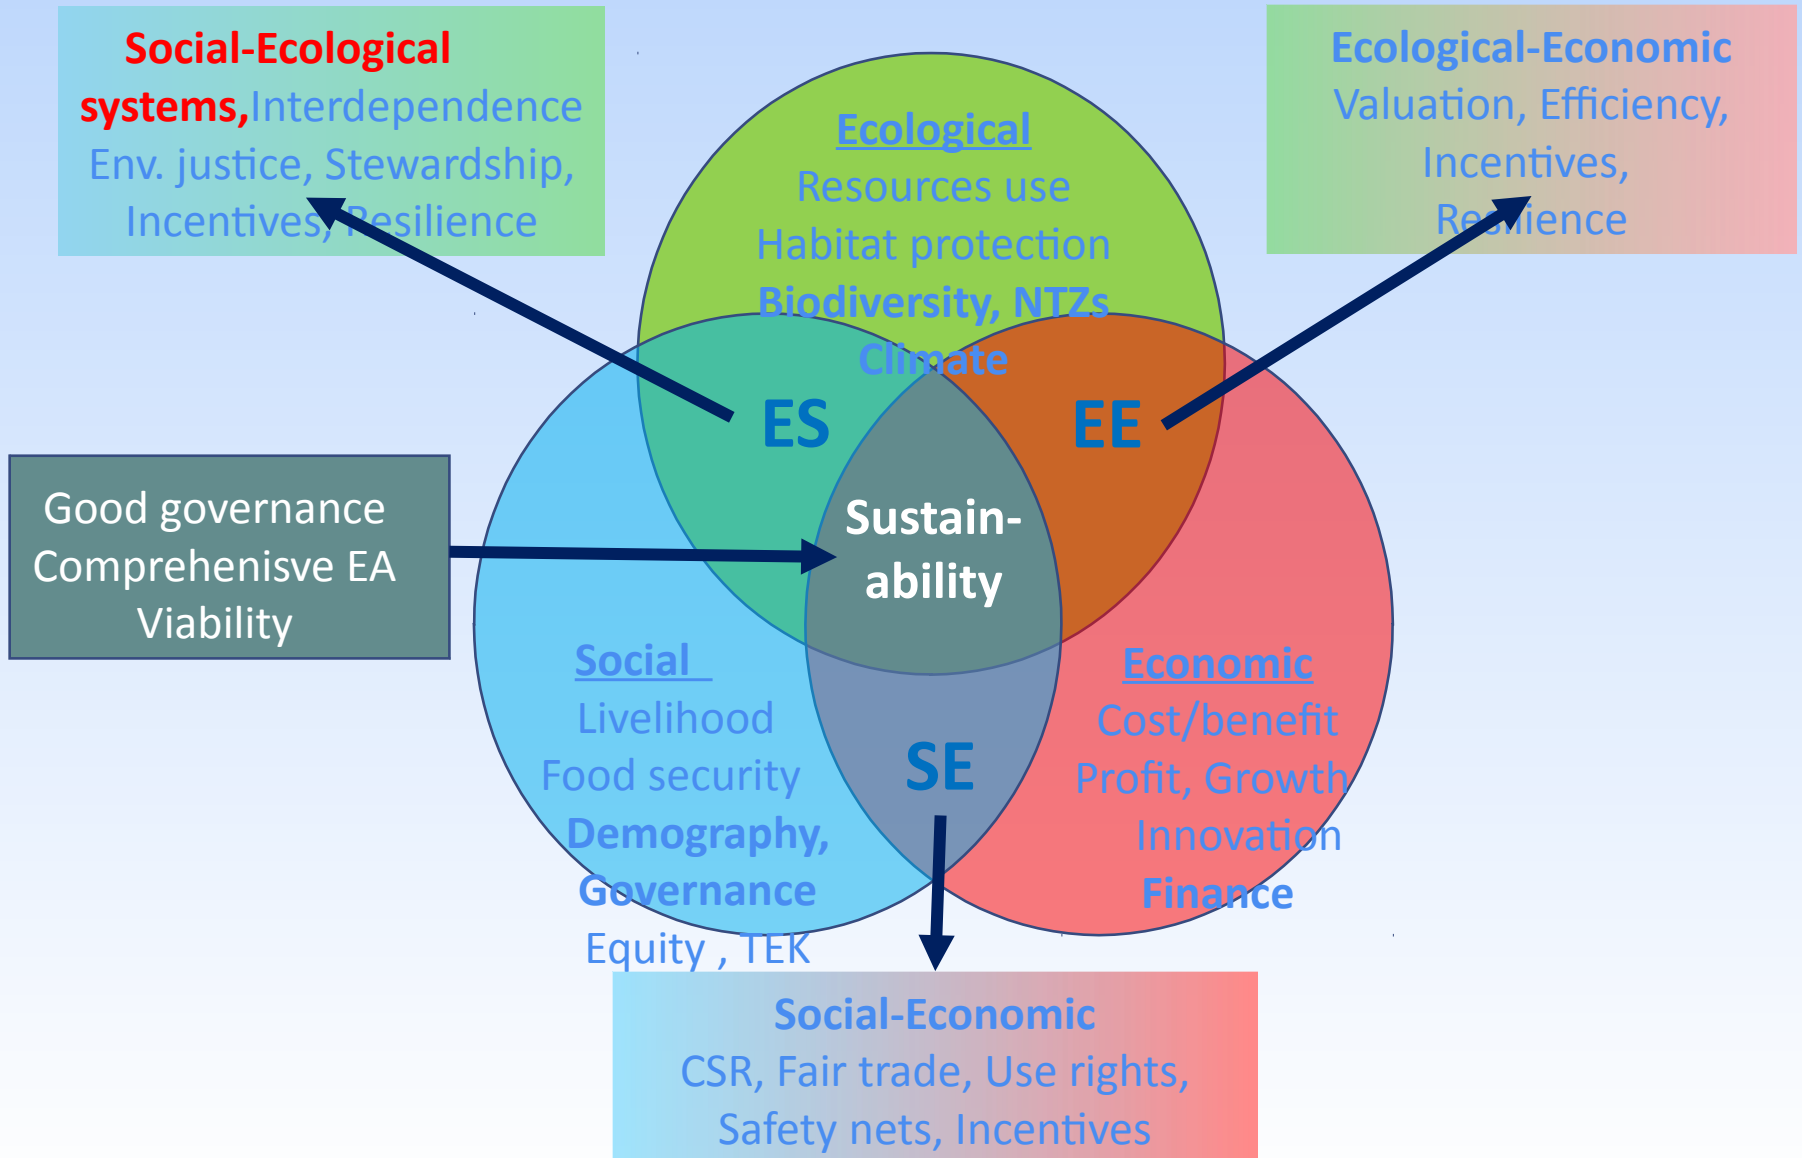 Social-Ecological
systems,Interdependence
Env. justice, Stewardship,
Incentives, Resilience
Ecological-Economic
Valuation, Efficiency,
Incentives,
Resilience
Ecological
Resources use
Habitat protection
Biodiversity, NTZs
Climate
ES
EE
Good governance
Comprehenisve EA
Viability
Sustain-
ability
Social
Livelihood
Food security
Demography,
Governance
Equity , TEK
SE
Economic
Cost/benefit
Profit, Growth
Innovation
Finance
Social-Economic
CSR, Fair trade, Use rights,
Safety nets, Incentives